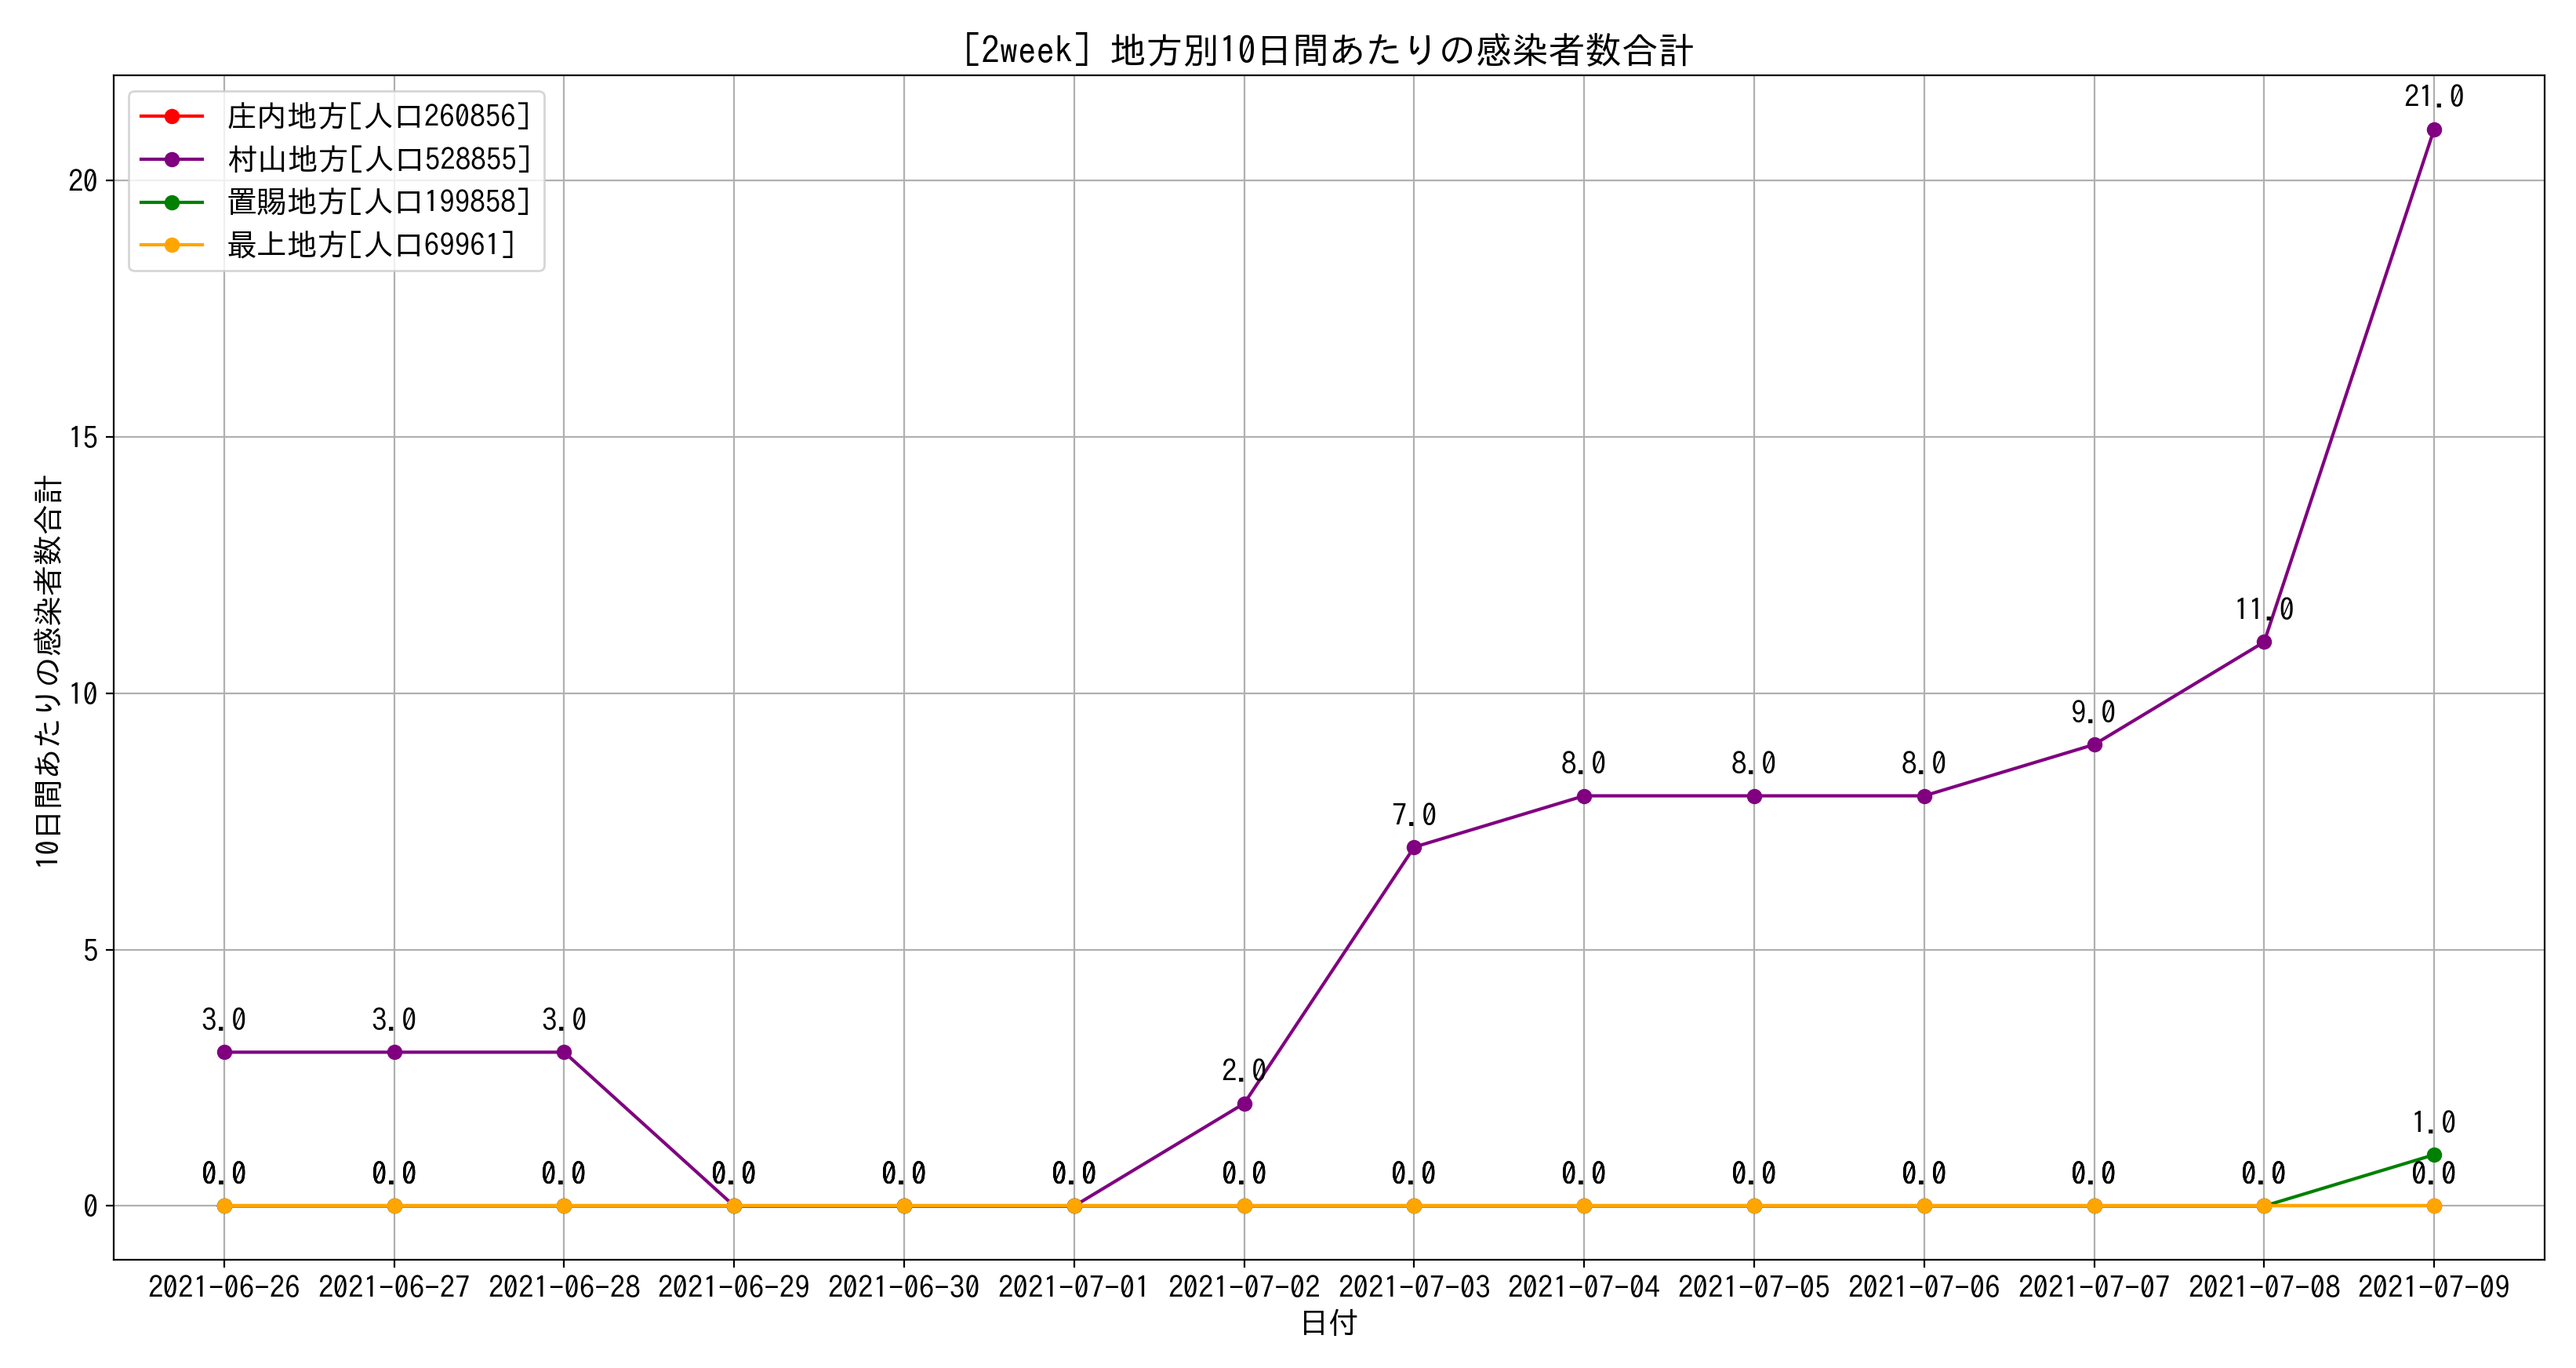 [2week] 地方別10日間あたりの感染者数合計
庄内地方[人口260856]
村山地方[人口528855]
置賜地方[人口199858]
最上地方[人口69961]
10日間あたりの感染者数合計
20
15
10
5
0
21.0
11.0
9.0
8.0 8.0 8.0
7.0
3.0 3.0 3.0
2.0
1.0
0.0 0.0 0.0 0.0 0.0 0.0 0.0 0.0 0.0 0.0 0.0 0.0 0.0 0.0
2021-06-26 2021-06-27 2021-06-28 2021-06-29 2021-06-30 2021-07-01 2021-07-02 2021-07-03 2021-07-04 2021-07-05 2021-07-06 2021-07-07 2021-07-08 2021-07-09
日付